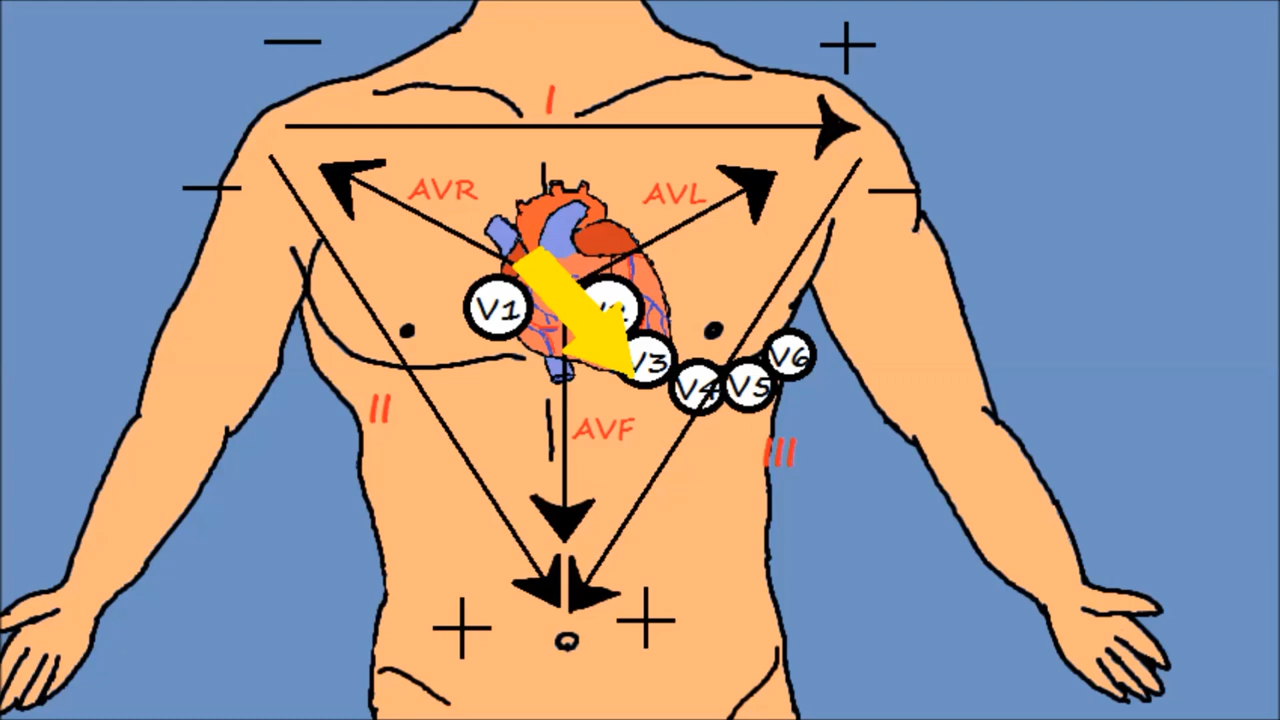 − +
I
− AVR AVL −
V1
V3 V6
V4 V5
II AVF III
+ +